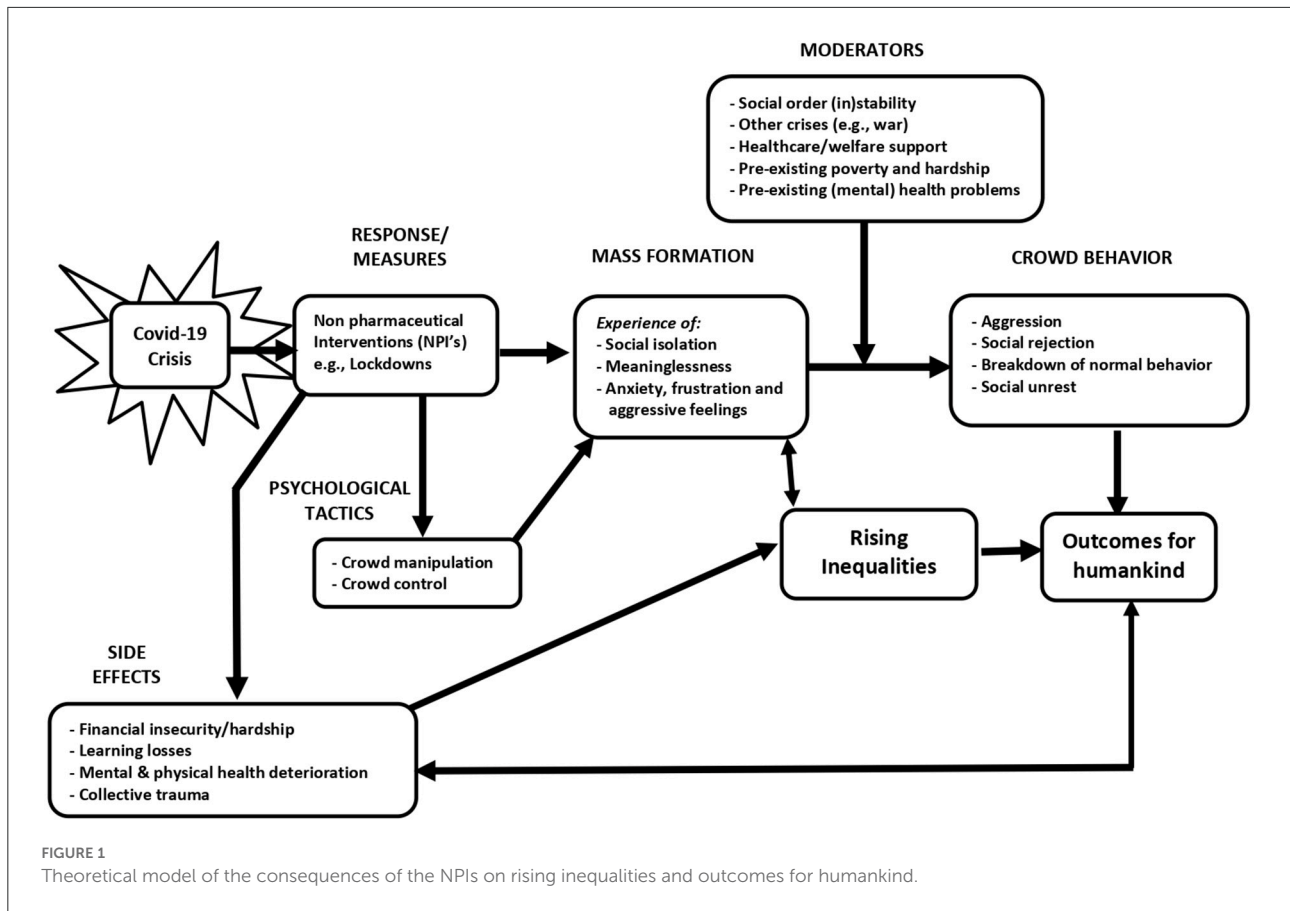 MODERATORS
- Social order (in)stability
- Other crises (e.g., war)
- Healthcare/welfare support
- Pre-existing poverty and hardship
- Pre-existing (mental) health problems
RESPONSE/
MEASURES
MASS FORMATION
CROWD BEHAVIOR
Covid-19
Crisis
Non pharmaceutical
Interventions (NPI's)
e.g., Lockdowns
Experience of:
- Social isolation
- Meaninglessness
- Anxiety, frustration and
aggressive feelings
- Aggression
- Social rejection
- Breakdown of normal behavior
- Social unrest
PSYCHOLOGICAL
TACTICS
- Crowd manipulation
- Crowd control
Rising
Inequalities
Outcomes for
humankind
SIDE
EFFECTS
- Financial insecurity/hardship
- Learning losses
- Mental & physical health deterioration
- Collective trauma
FIGURE 1
Theoretical model of the consequences of the NPIs on rising inequalities and outcomes for humankind.